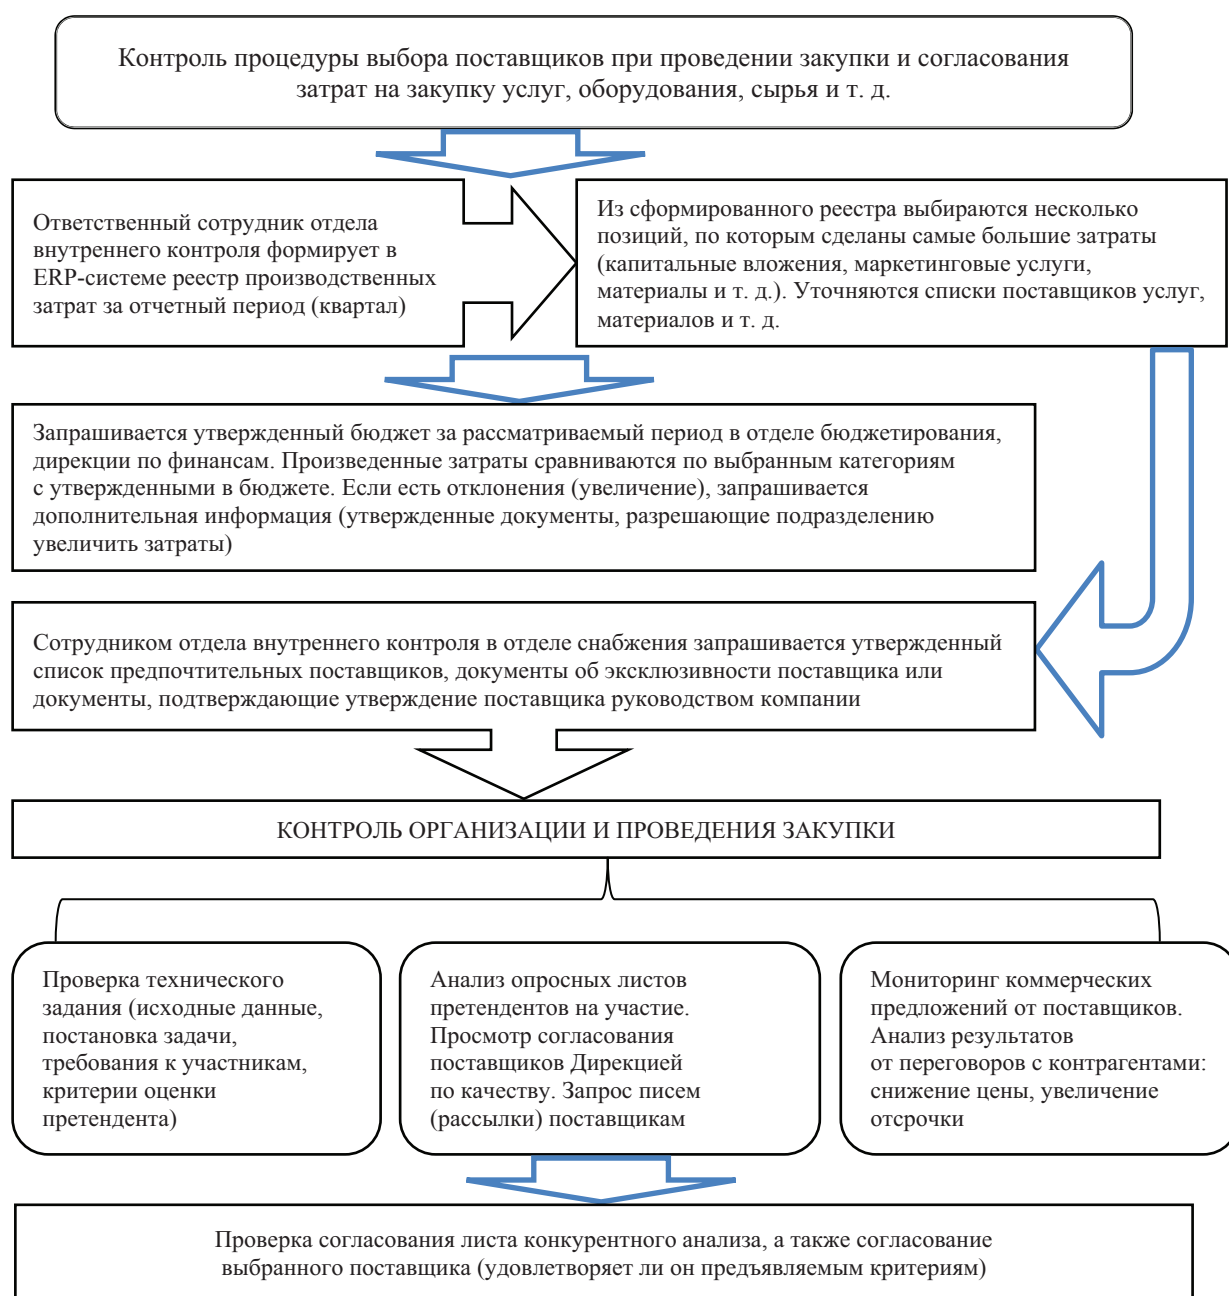 Контроль процедуры выбора поставщиков при проведении закупки и согласования
затрат на закупку услуг, оборудования, сырья и т. д.
Ответственный сотрудник отдела
внутреннего контроля формирует в
ERP-системе реестр производственных
затрат за отчетный период (квартал)
Из сформированного реестра выбираются несколько
позиций, по которым сделаны самые большие затраты
(капитальные вложения, маркетинговые услуги,
материалы и т. д.). Уточняются списки поставщиков услуг,
материалов и т. д.
Запрашивается утвержденный бюджет за рассматриваемый период в отделе бюджетирования,
дирекции по финансам. Произведенные затраты сравниваются по выбранным категориям
с утвержденными в бюджете. Если есть отклонения (увеличение), запрашивается
дополнительная информация (утвержденные документы, разрешающие подразделению
увеличить затраты)
Сотрудником отдела внутреннего контроля в отделе снабжения запрашивается утвержденный
список предпочтительных поставщиков, документы об эксклюзивности поставщика или
документы, подтверждающие утверждение поставщика руководством компании
КОНТРОЛЬ ОРГАНИЗАЦИИ И ПРОВЕДЕНИЯ ЗАКУПКИ
Проверка технического
задания (исходные данные,
постановка задачи,
требования к участникам,
критерии оценки
претендента)
Анализ опросных листов
претендентов на участие.
Просмотр согласования
поставщиков Дирекцией
по качеству. Запрос писем
(рассылки) поставщикам
Мониторинг коммерческих
предложений от поставщиков.
Анализ результатов
от переговоров с контрагентами:
снижение цены, увеличение
отсрочки
Проверка согласования листа конкурентного анализа, а также согласование
выбранного поставщика (удовлетворяет ли он предъявляемым критериям)